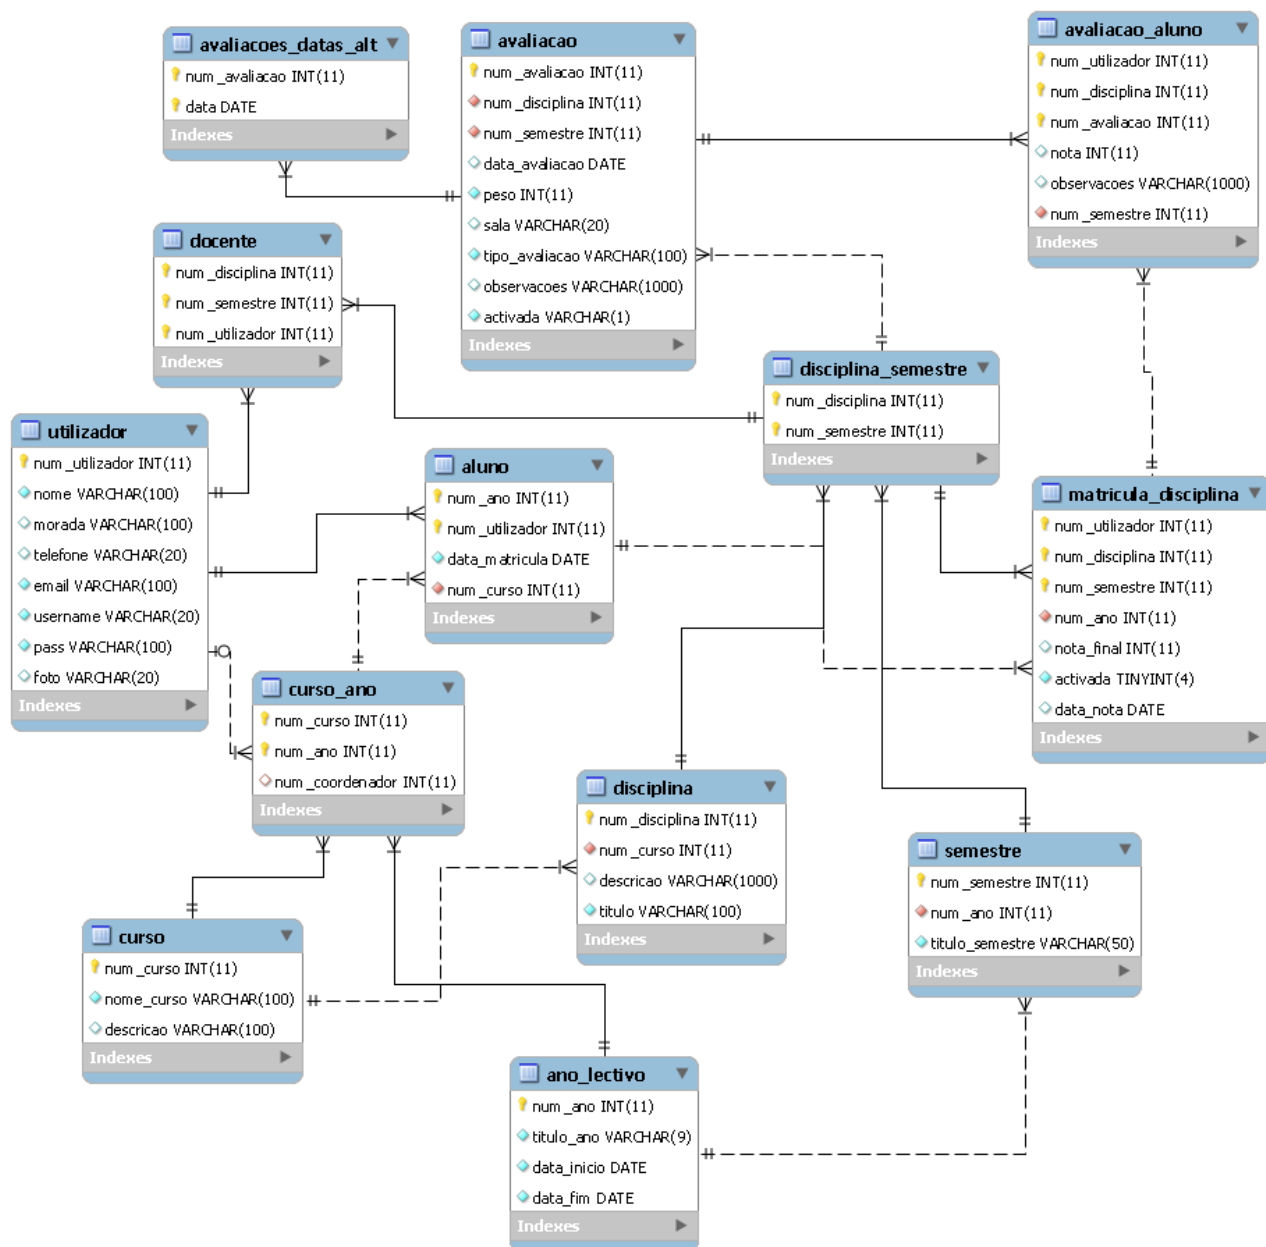 avaliacoes_datas_alt
num_avaliacao INT(11)
data DATE
Indexes
avaliacao
num_avaliacao INT(11)
num_disciplina INT(11)
num_semestre INT(11)
data_avaliacao DATE
peso INT(11)
sala VARCHAR(20)
tipo_avaliacao VARCHAR(100)
observacoes VARCHAR(1000)
activada VARCHAR(1)
Indexes
avaliacao_aluno
num_utilizador INT(11)
num_disciplina INT(11)
num_avaliacao INT(11)
nota INT(11)
observacoes VARCHAR(1000)
num_semestre INT(11)
Indexes
docente
num_disciplina INT(11)
num_semestre INT(11)
num_utilizador INT(11)
Indexes
disciplina_semestre
num_disciplina INT(11)
num_semestre INT(11)
Indexes
utilizador
num_utilizador INT(11)
nome VARCHAR(100)
morada VARCHAR(100)
telefone VARCHAR(20)
email VARCHAR(100)
username VARCHAR(20)
pass VARCHAR(100)
foto VARCHAR(20)
Indexes
aluno
num_ano INT(11)
num_utilizador INT(11)
data_matricula DATE
num_curso INT(11)
Indexes
matricula_disciplina
num_utilizador INT(11)
num_disciplina INT(11)
num_semestre INT(11)
num_ano INT(11)
nota_final INT(11)
activada TINYINT(4)
data_nota DATE
Indexes
curso_ano
num_curso INT(11)
num_ano INT(11)
num_coordenador INT(11)
Indexes
disciplina
num_disciplina INT(11)
num_curso INT(11)
descricao VARCHAR(1000)
titulo VARCHAR(100)
Indexes
semestre
num_semestre INT(11)
num_ano INT(11)
titulo_semestre VARCHAR(50)
Indexes
curso
num_curso INT(11)
nome_curso VARCHAR(100)
descricao VARCHAR(100)
Indexes
ano_lectivo
num_ano INT(11)
titulo_ano VARCHAR(9)
data_inicio DATE
data_fim DATE
Indexes